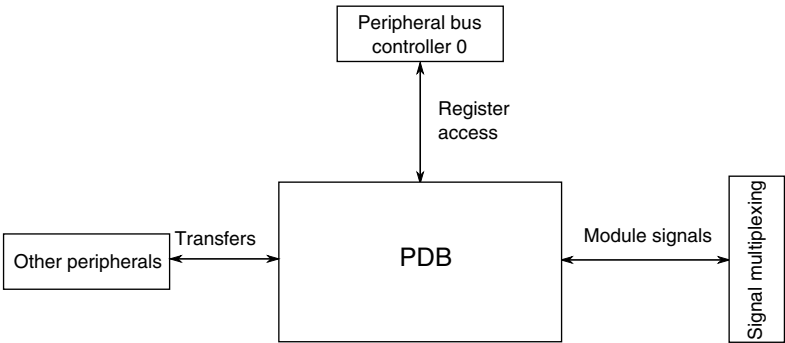 Peripheral bus
controller 0
Register
access
Transfers
Other peripherals
PDB
Module signals
Signal multiplexing